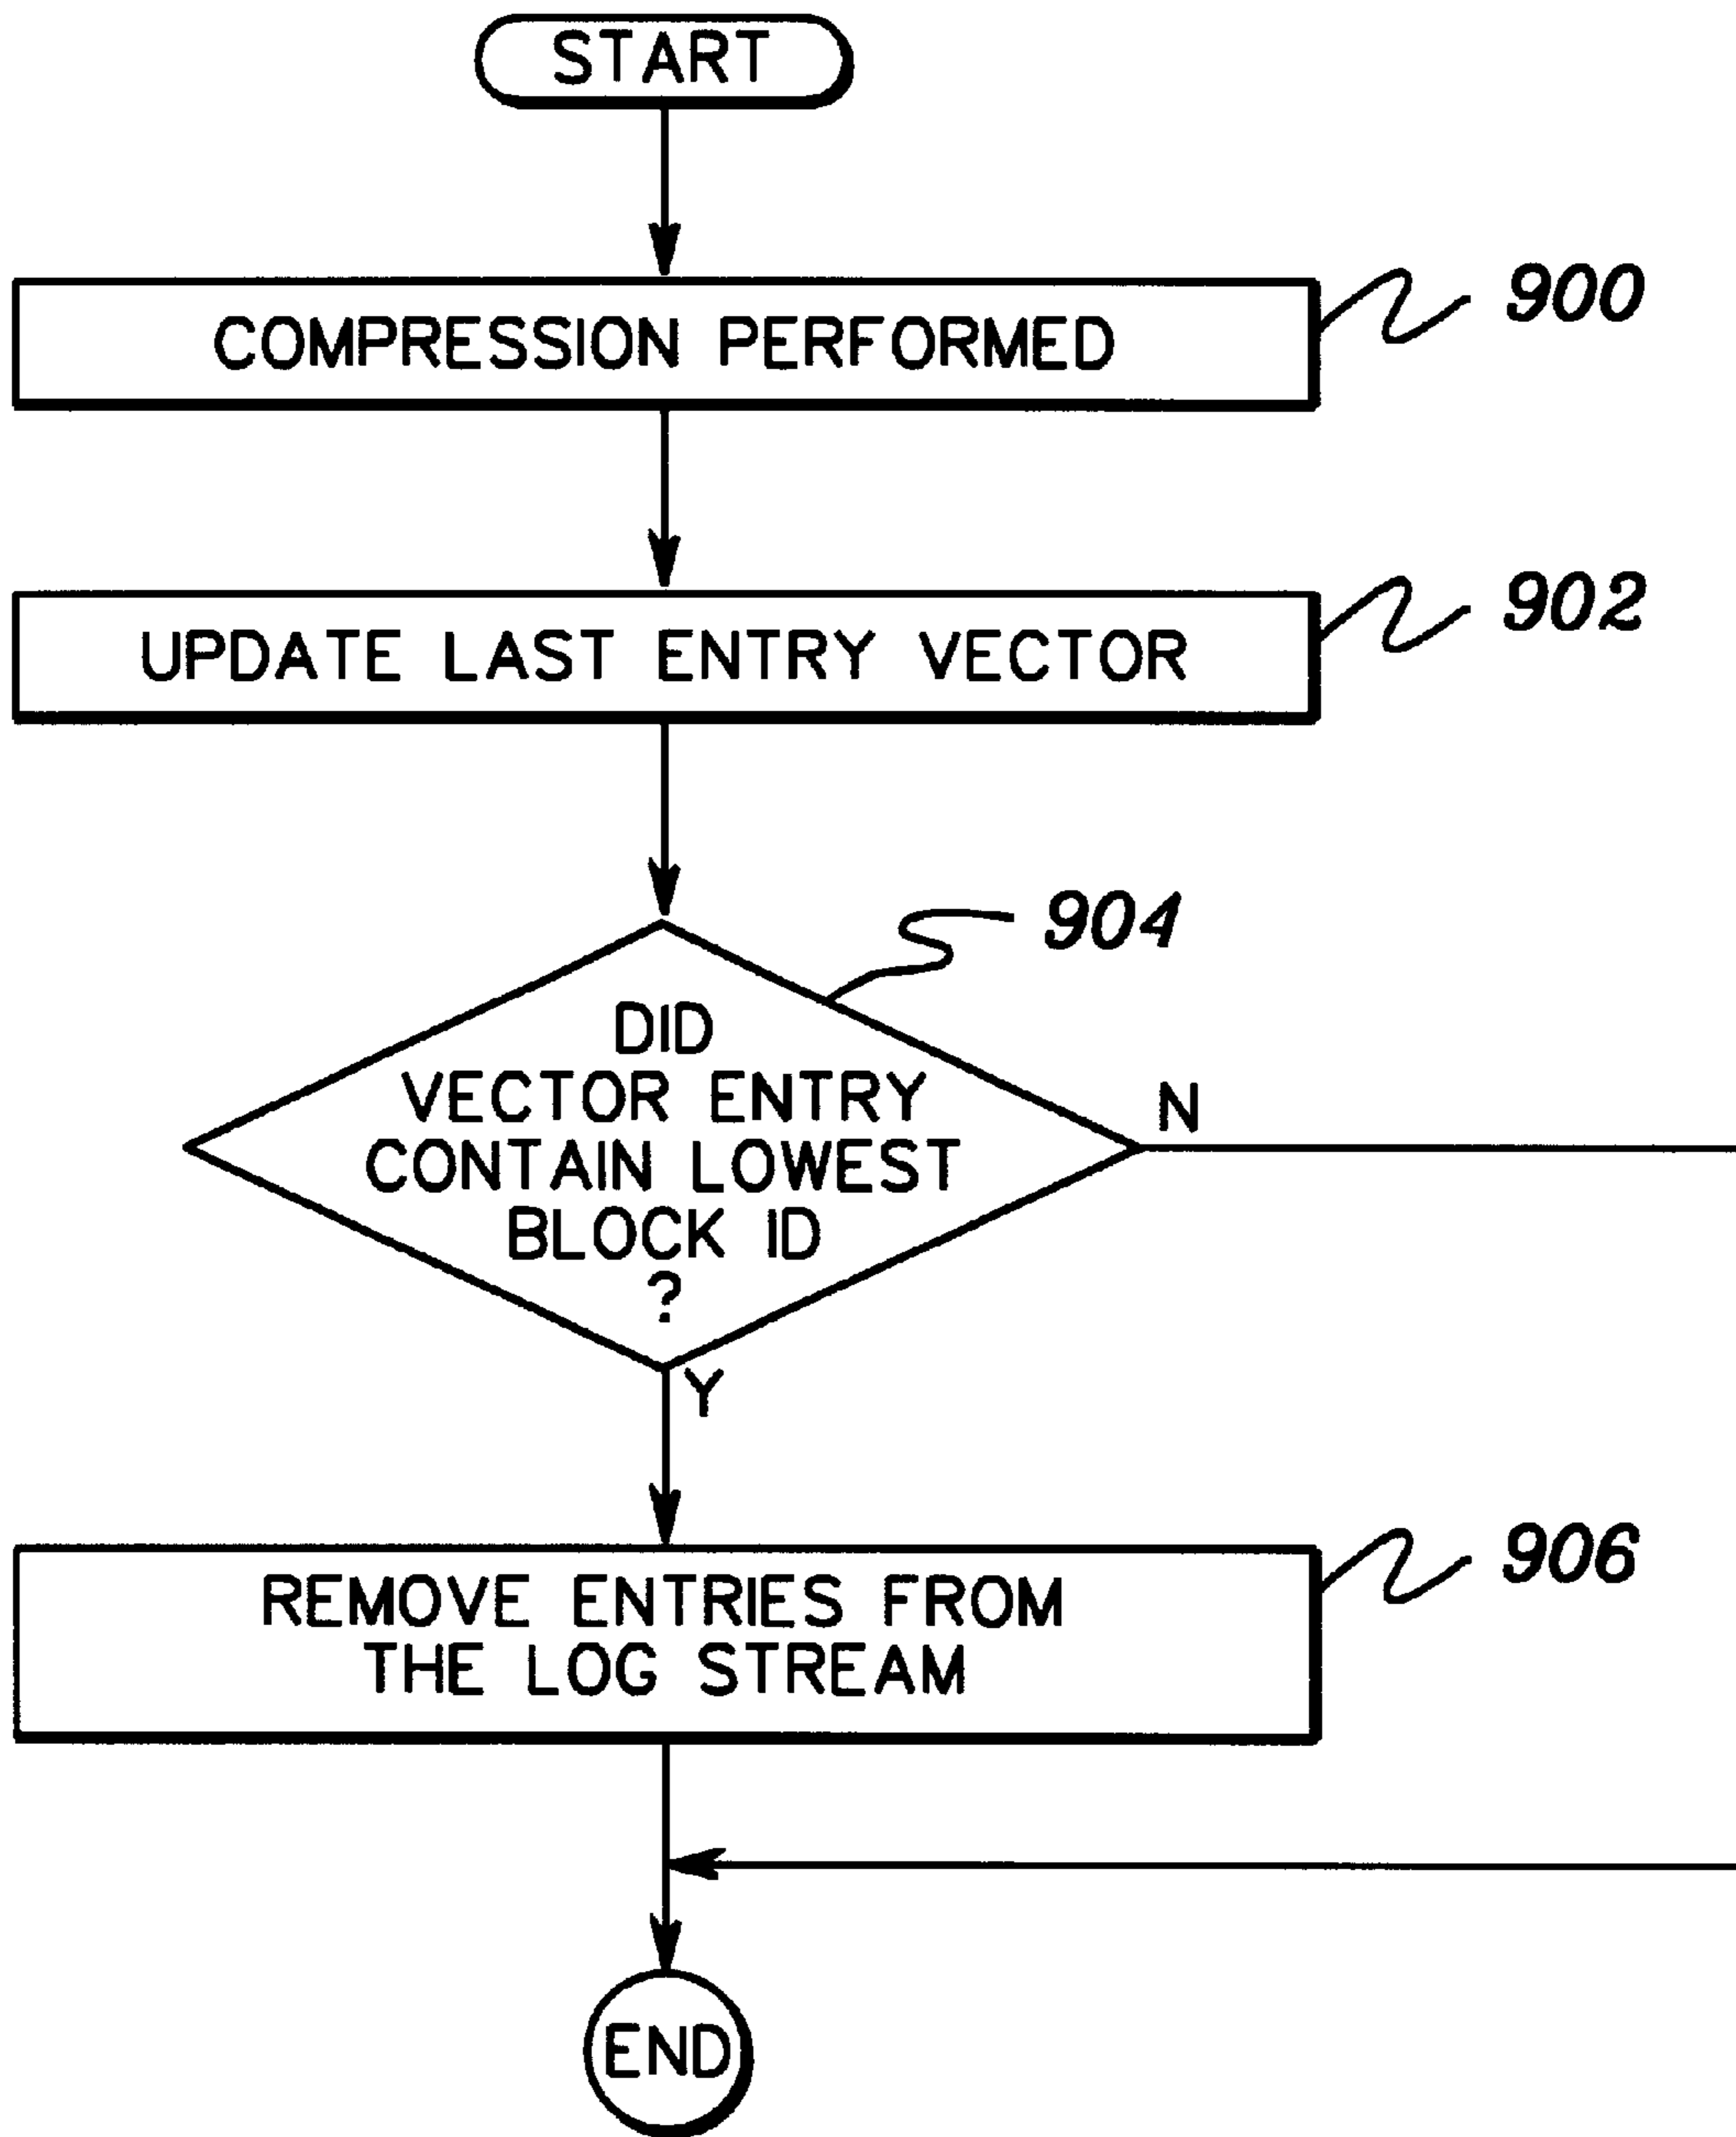 START
COMPRESSION PERFORMED
900
UPDATE LAST ENTRY VECTOR
902
904
DID
VECTOR ENTRY
CONTAIN LOWEST
BLOCK ID
?
N
Y
REMOVE ENTRIES FROM
THE LOG STREAM
906
END